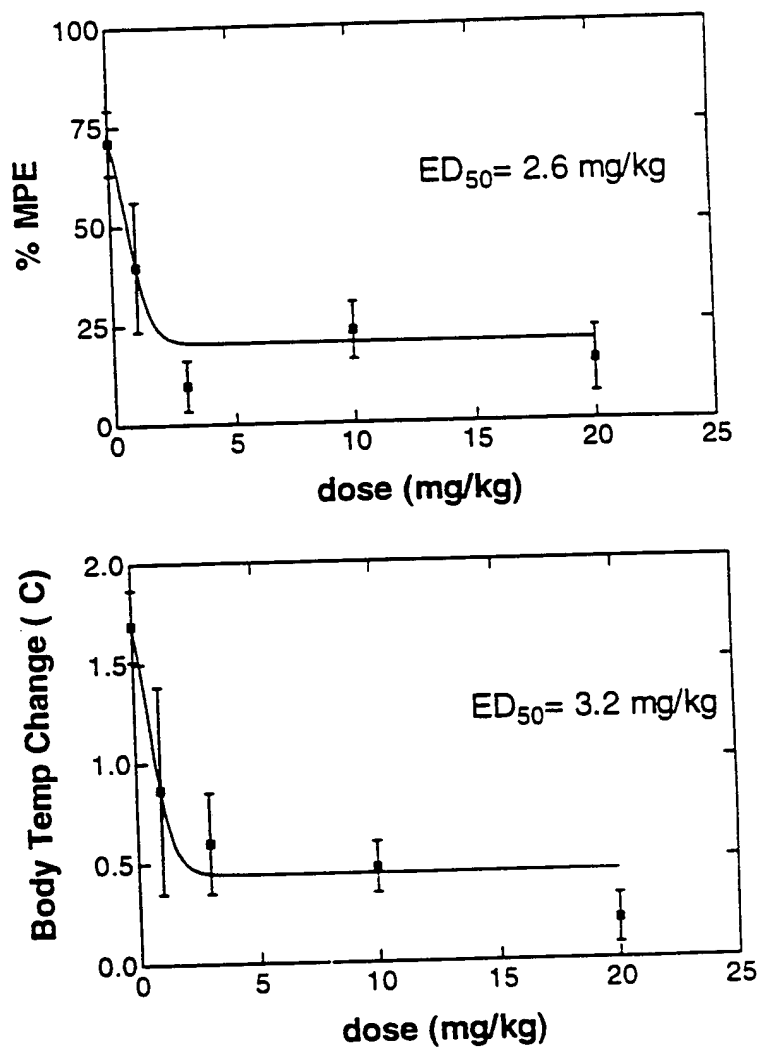 100
75
50
25
0
% MPE
ED50= 2.6 mg/kg
0 5 10 15 20 25
dose (mg/kg)
2.0
1.5
1.0
0.5
0.0
Body Temp Change ( C)
ED50= 3.2 mg/kg
0 5 10 15 20 25
dose (mg/kg)